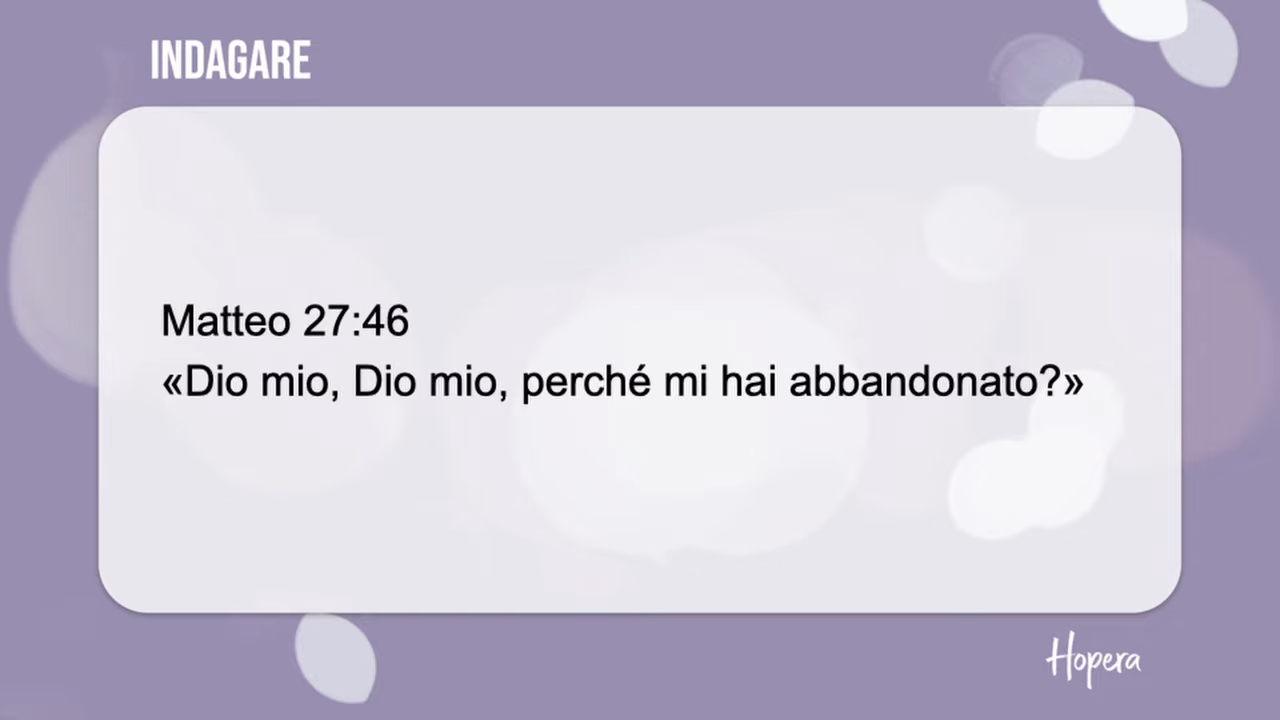 INDAGARE
Matteo 27:46
«Dio mio, Dio mio, perché mi hai abbandonato?»
Hopera